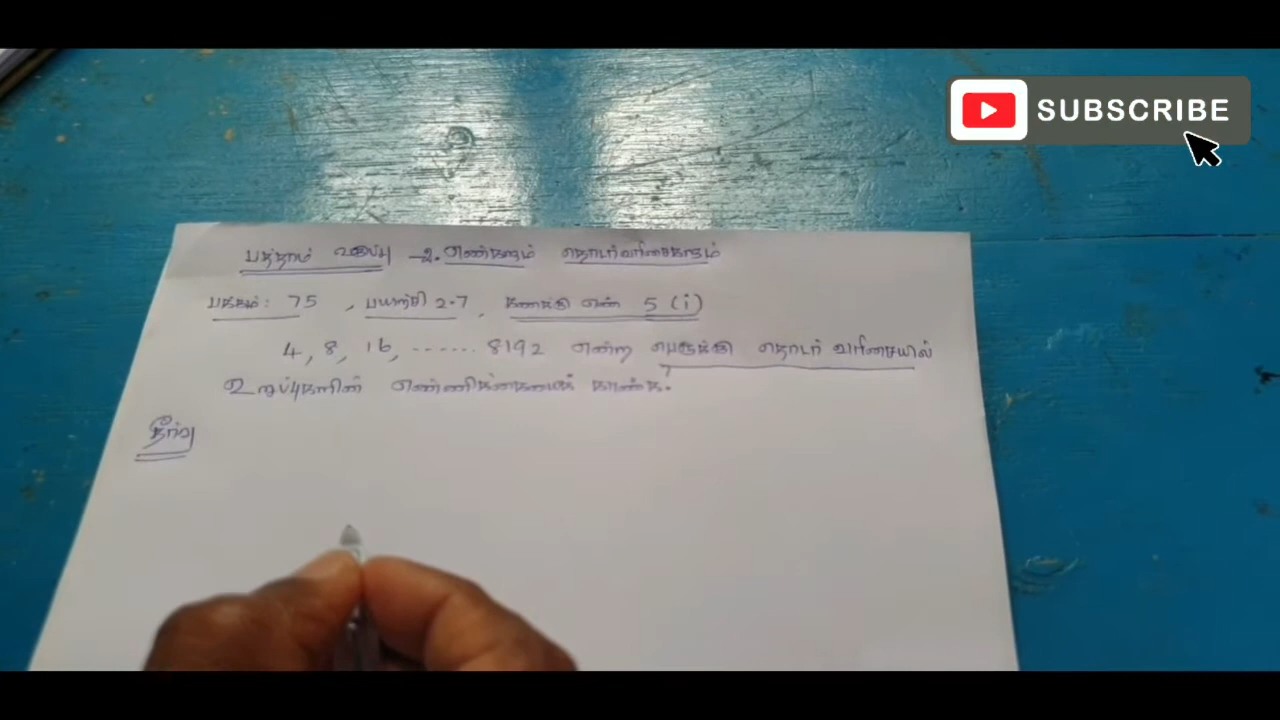 SUBSCRIBE
பத்தாம் வகுப்பு -2. எண்களும் தொடர்வரிசைகளும்
பக்கம் : 75 , பயிற்சி 2.7 , கணக்கு எண் 5 (i)
4, 8, 16, ....... 8192 என்ற பெருக்குத் தொடர் வரிசையில்
உறுப்புகளின் எண்ணிக்கையைக் காண்க.
தீர்வு